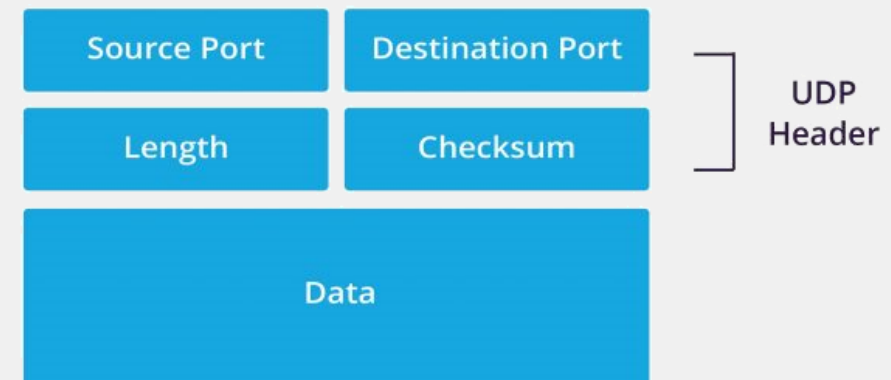 Source Port
Destination Port
Length
Checksum
Data
UDP
Header